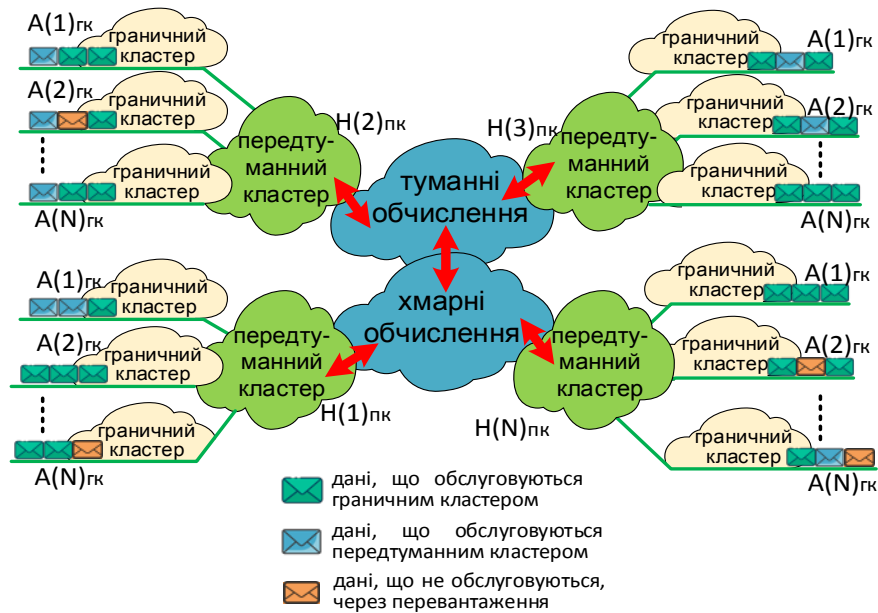 A(1)гк
граничний
кластер
A(2)гк
граничний
кластер
A(N)гк
граничний
кластер
H(2)пк
передту-
манний
кластер
туманні
обчислення
H(3)пк
передту-
манний
кластер
граничний
кластер
A(1)гк
граничний
кластер
A(2)гк
граничний
кластер
A(N)гк
A(1)гк
граничний
кластер
A(2)гк
граничний
кластер
A(N)гк
граничний
кластер
передту-
манний
кластер
H(1)пк
хмарні
обчислення
передту-
манний
кластер
H(N)пк
граничний
кластер
A(1)гк
граничний
кластер
A(2)гк
граничний
кластер
A(N)гк
дані, що обслуговуються
граничним кластером
дані, що обслуговуються
передтуманним кластером
дані, що не обслуговуються,
через перевантаження